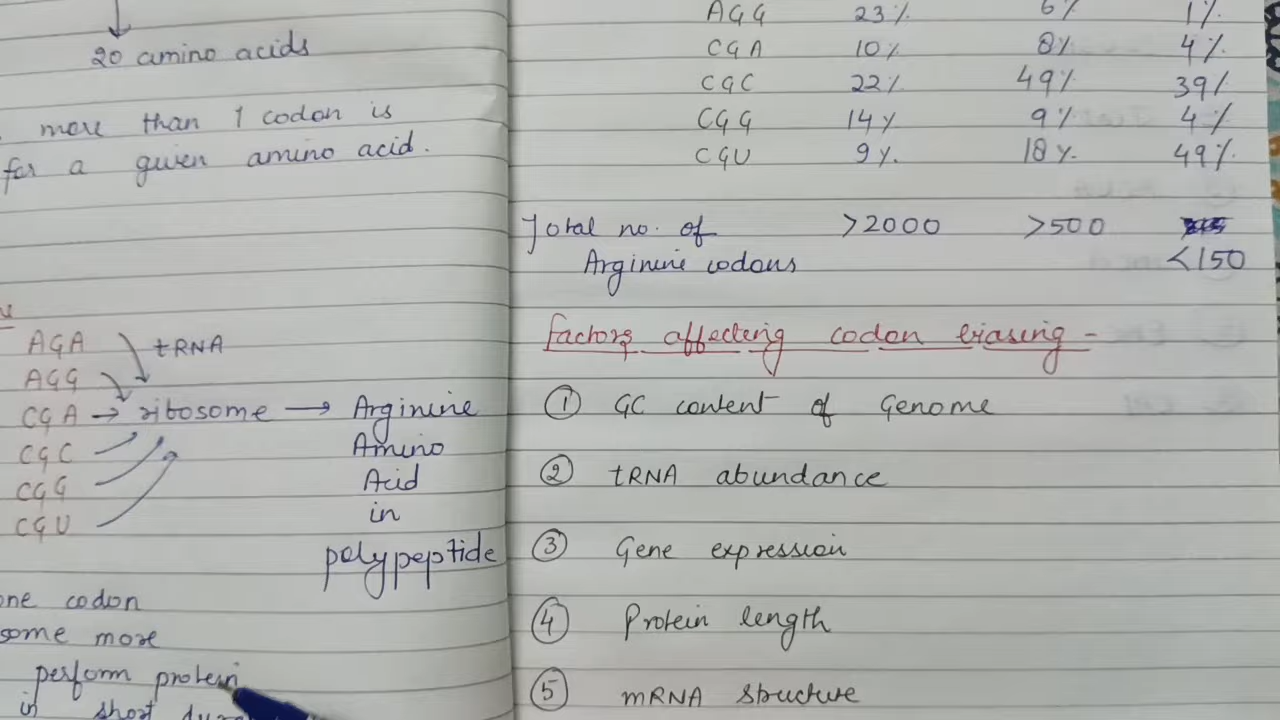 20 amino acids
more than 1 codon is
for a given amino acid.
AGA
tRNA
AGG
CGA → ribosome → Arginine
CGC Amino
CGG Acid
CGU in
polypeptide
one codon
some more
perform protein
in short
AGG 23% 6% 1%
CGA 10% 8% 4%
CGC 22% 49% 39%
CGG 14% 9% 4%
CGU 9%. 18%. 49%.
Total no. of >2000 >500
Arginine codons <150
Factors affecting codon biasing -
① GC content of Genome
② tRNA abundance
③ Gene expression
④ Protein length
⑤ mRNA structure